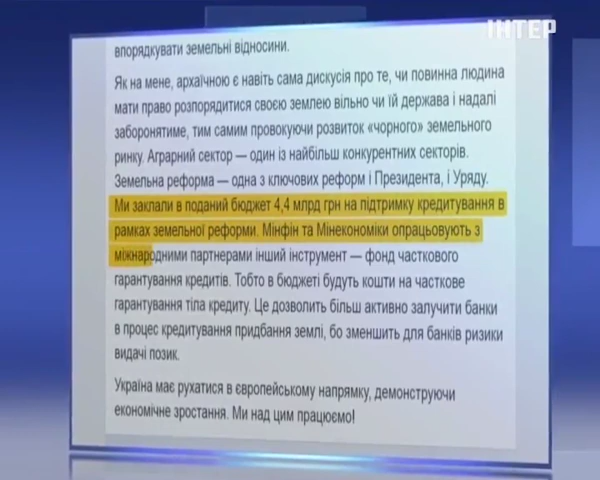 ІНТЕР
впорядкувати земельні відносини.
Як на мене, архаїчною є навіть сама дискусія про те, чи повинна людина
мати право розпорядитися своєю землею вільно чи їй держава і надалі
заборонятиме, тим самим провокуючи розвиток «чорного» земельного
ринку. Аграрний сектор — один із найбільш конкурентних секторів.
Земельна реформа — одна з ключових реформ і Президента, і Уряду.
Ми заклали в поданий бюджет 4,4 млрд грн на підтримку кредитування в
рамках земельної реформи. Мінфін та Мінекономіки опрацьовують з
міжнародними партнерами інший інструмент — фонд часткового
гарантування кредитів. Тобто в бюджеті будуть кошти на часткове
гарантування тіла кредиту. Це дозволить більш активно залучити банки
в процес кредитування придбання землі, бо зменшить для банків ризики
видачі позик.
Україна має рухатися в європейському напрямку, демонструючи
економічне зростання. Ми над цим працюємо!